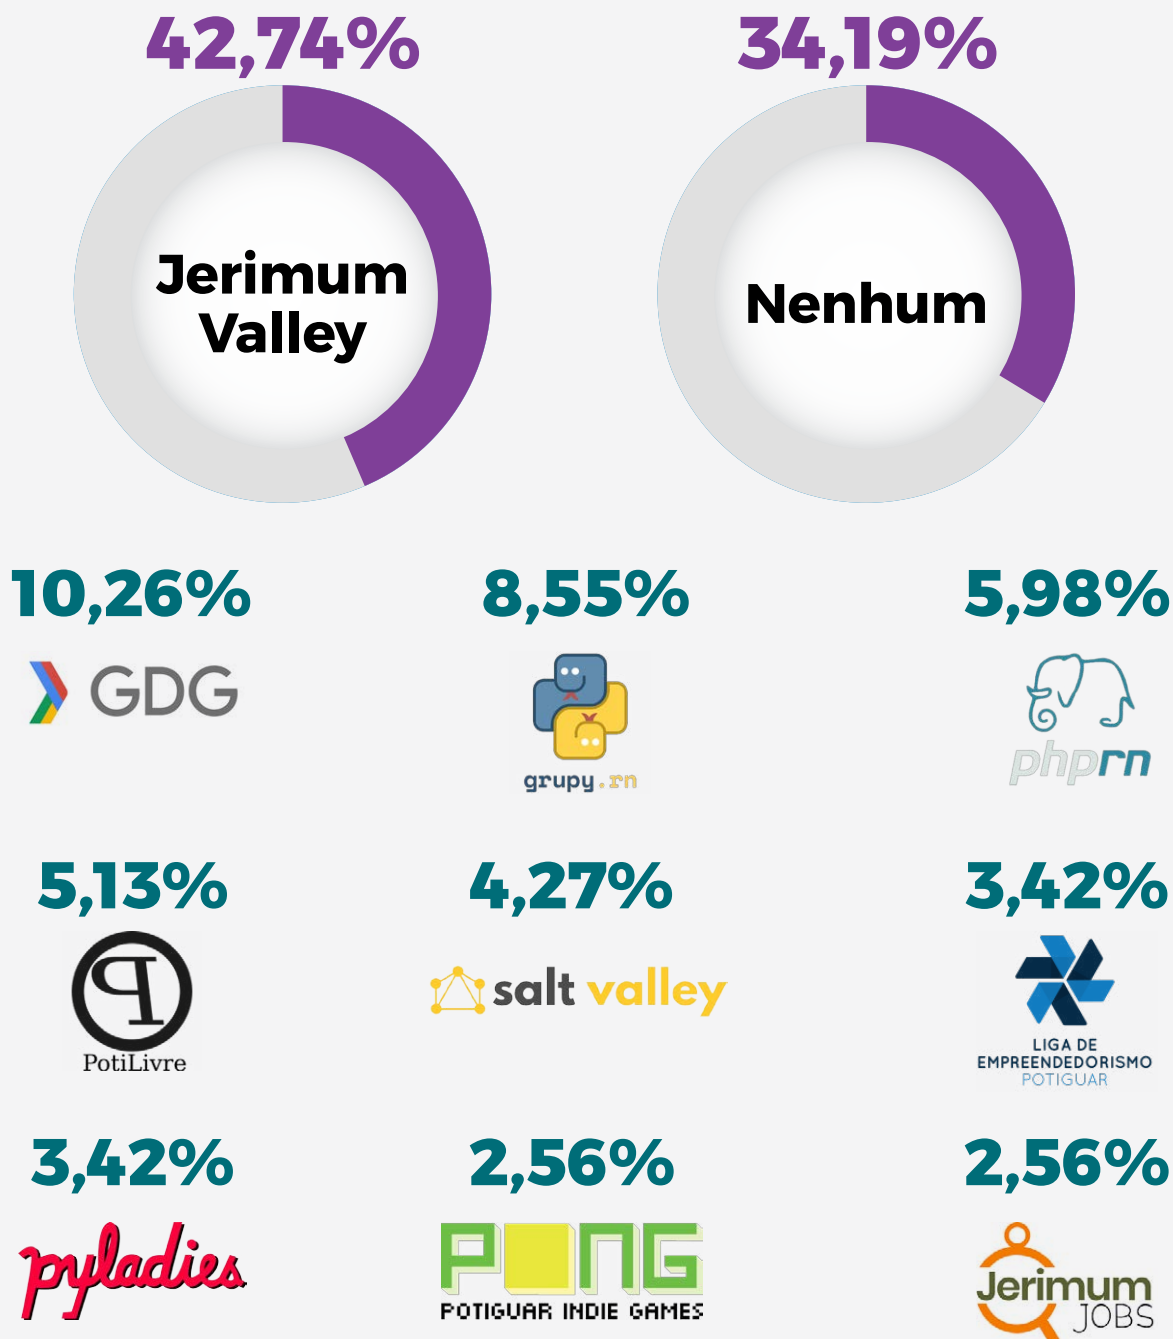 42,74%
34,19%
Jerimum
Valley
Nenhum
10,26%
8,55%
5,98%
GDG
grupy.rn
phprn
5,13%
4,27%
3,42%
PotiLivre
salt valley
LIGA DE
EMPREENDEDORISMO
POTIGUAR
3,42%
2,56%
2,56%
pyladies
PONG
POTIGUAR INDIE GAMES
Jerimum
JOBS